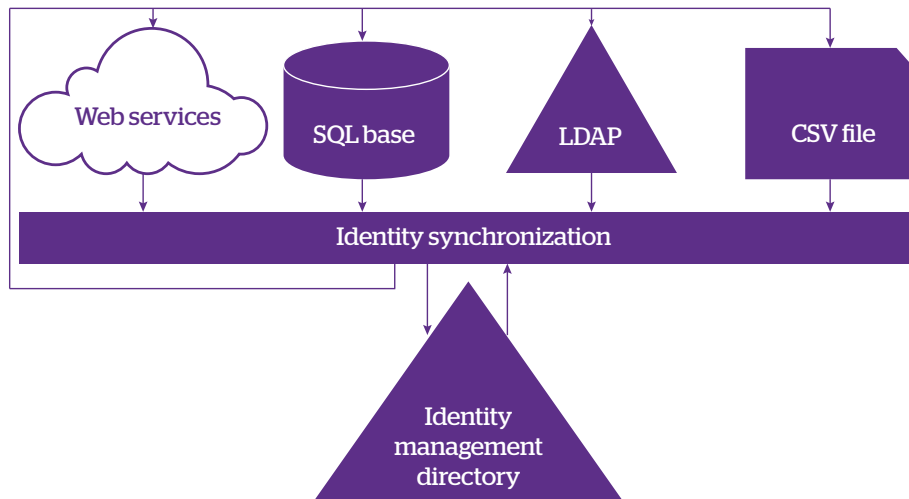 Web services
SQL base
LDAP
CSV file
Identity synchronization
Identity
management
directory